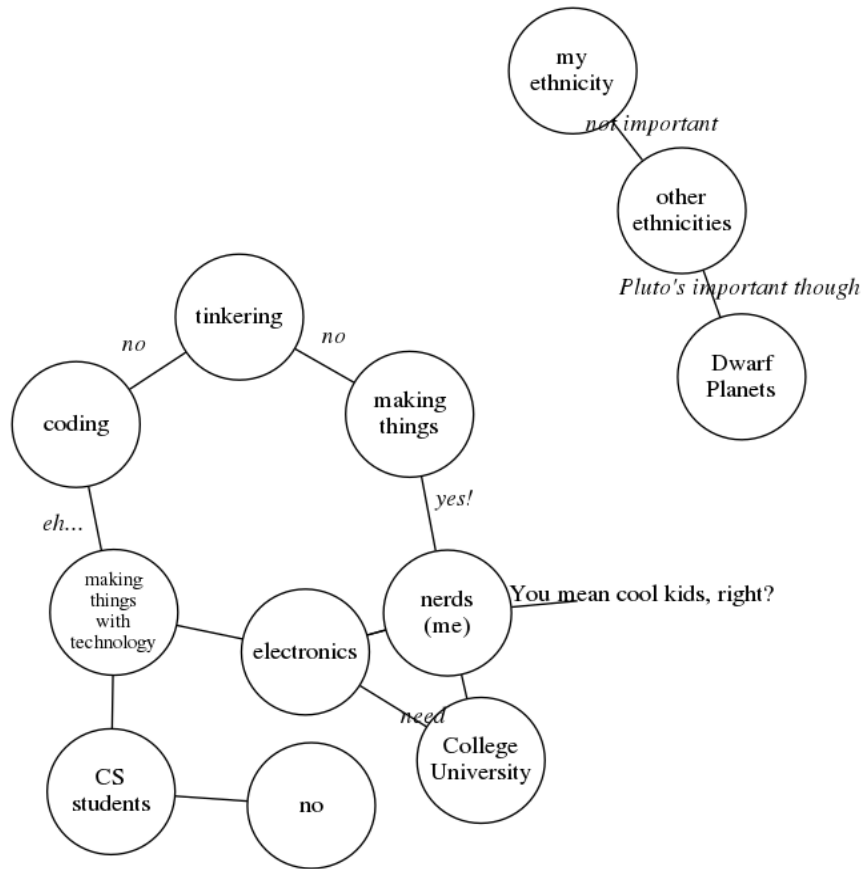 my
ethnicity
not important
other
ethnicities
Pluto's important though
Dwarf
Planets
tinkering
no
no
coding
making
things
eh...
yes!
making
things
with
technology
electronics
nerds
(me)
You mean cool kids, right?
need
College
University
CS
students
no